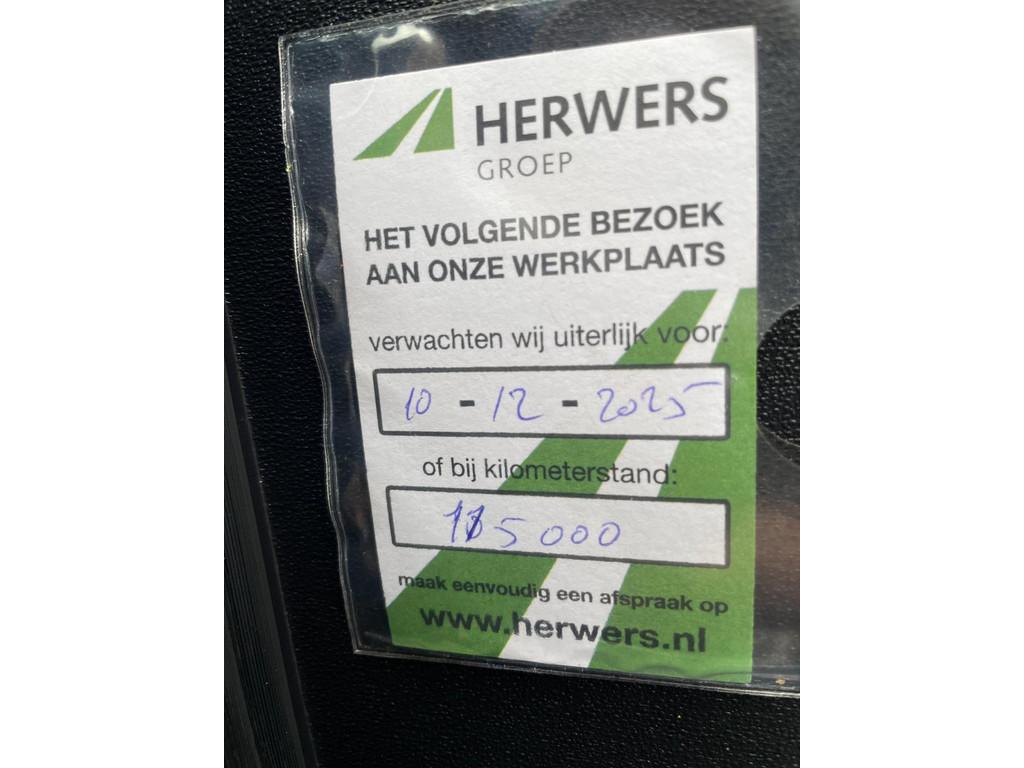 HERWERS
GROEP
HET VOLGENDE BEZOEK
AAN ONZE WERKPLAATS
verwachten wij uiterlijk voor:
10 - 12 - 2025
of bij kilometerstand:
115000
maak eenvoudig een afspraak op
www.herwers.nl